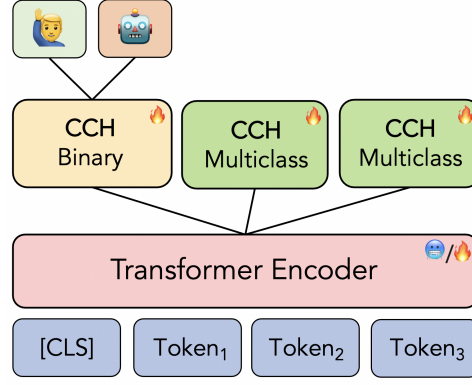 CCH
Binary
CCH
Multiclass
CCH
Multiclass
/
Transformer Encoder
[CLS] Token₁ Token₂ Token₃